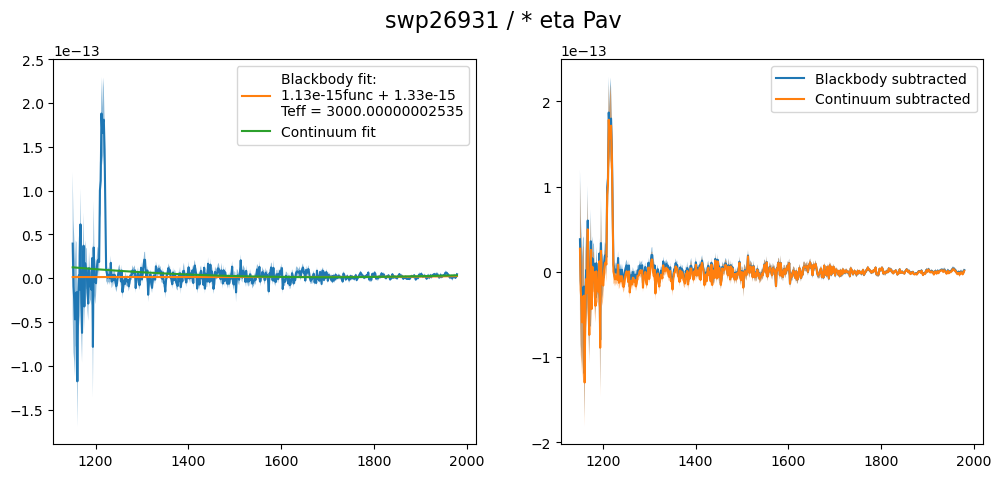 swp26931 / * eta Pav
1e−13
2.5
2.0
1.5
1.0
0.5
0.0
−0.5
−1.0
−1.5
1200
1400
1600
1800
2000
Blackbody fit:
1.13e-15func + 1.33e-15
Teff = 3000.00000002535
Continuum fit
1e−13
2
1
0
−1
−2
1200
1400
1600
1800
2000
Blackbody subtracted
Continuum subtracted